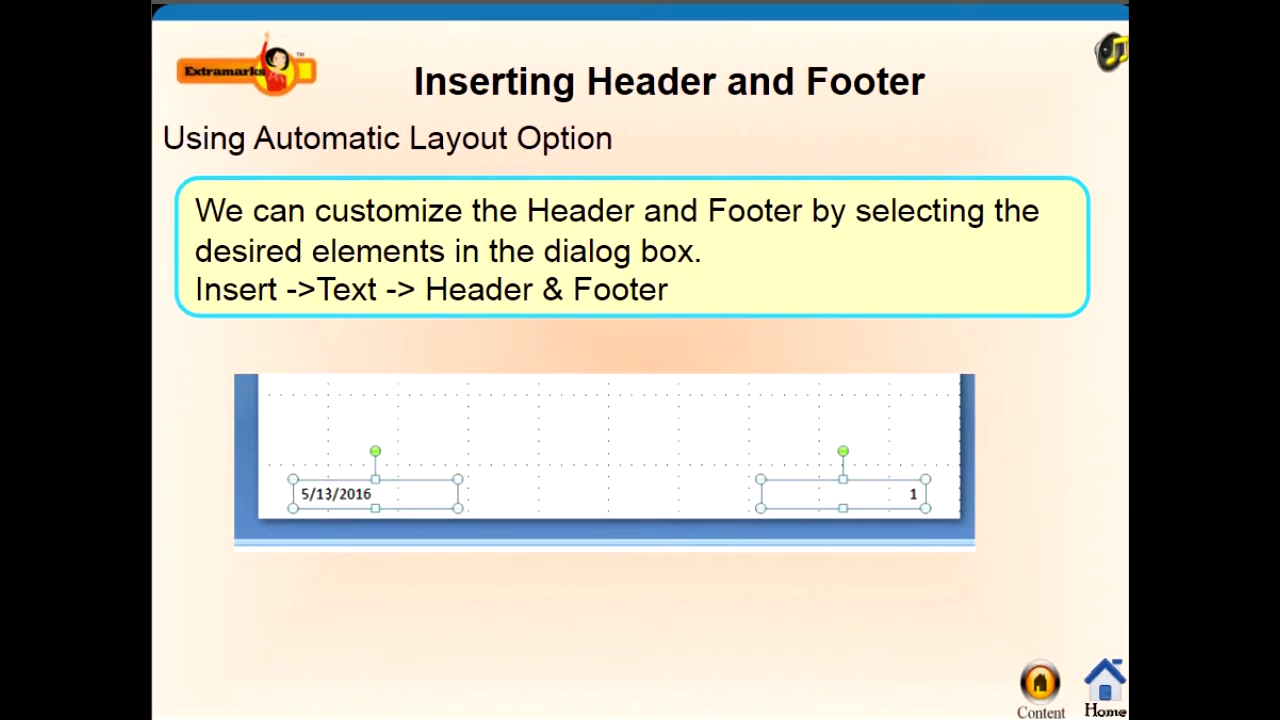 Extramarks
TM
Inserting Header and Footer
Using Automatic Layout Option
We can customize the Header and Footer by selecting the
desired elements in the dialog box.
Insert ->Text -> Header & Footer
5/13/2016
1
Content
Home